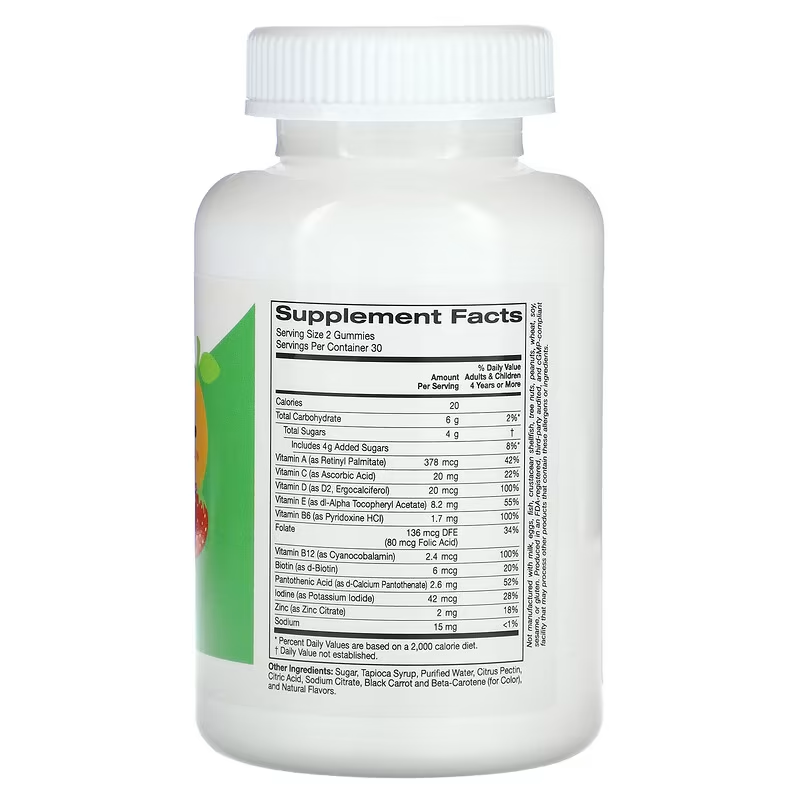 Supplement Facts
Serving Size 2 Gummies
Servings Per Container 30
Amount Per Serving % Daily Value Adults & Children 4 Years or More
Calories 20
Total Carbohydrate 6 g 2%*
Total Sugars 4 g †
Includes 4g Added Sugars 8%*
Vitamin A (as Retinyl Palmitate) 378 mcg 42%
Vitamin C (as Ascorbic Acid) 20 mg 22%
Vitamin D (as D2, Ergocalciferol) 20 mcg 100%
Vitamin E (as dl-Alpha Tocopheryl Acetate) 8.2 mg 55%
Vitamin B6 (as Pyridoxine HCl) 1.7 mg 100%
Folate 136 mcg DFE 34%
(80 mcg Folic Acid)
Vitamin B12 (as Cyanocobalamin) 2.4 mcg 100%
Biotin (as d-Biotin) 6 mcg 20%
Pantothenic Acid (as d-Calcium Pantothenate) 2.6 mg 52%
Iodine (as Potassium Iodide) 42 mcg 28%
Zinc (as Zinc Citrate) 2 mg 18%
Sodium 15 mg <1%
* Percent Daily Values are based on a 2,000 calorie diet.
† Daily Value not established.
Other Ingredients: Sugar, Tapioca Syrup, Purified Water, Citrus Pectin,
Citric Acid, Sodium Citrate, Black Carrot and Beta-Carotene (for Color),
and Natural Flavors.
Not manufactured with milk, eggs, fish, crustacean shellfish, tree nuts, peanuts, wheat, soy,
sesame, or gluten. Produced in an FDA-registered, third-party audited, and cGMP-compliant
facility that may process other products that contain these allergens or ingredients.